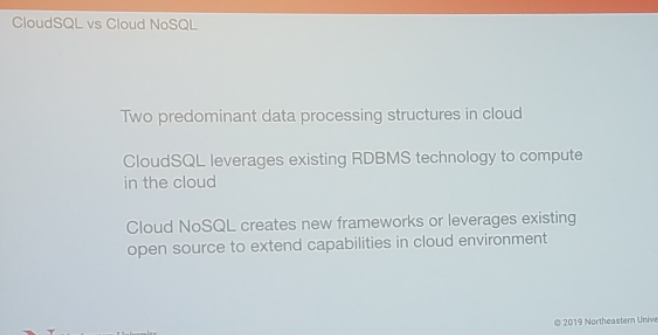 CloudSQL vs Cloud NoSQL
Two predominant data processing structures in cloud
CloudSQL leverages existing RDBMS technology to compute
in the cloud
Cloud NoSQL creates new frameworks or leverages existing
open source to extend capabilities in cloud environment
© 2019 Northeastern Unive